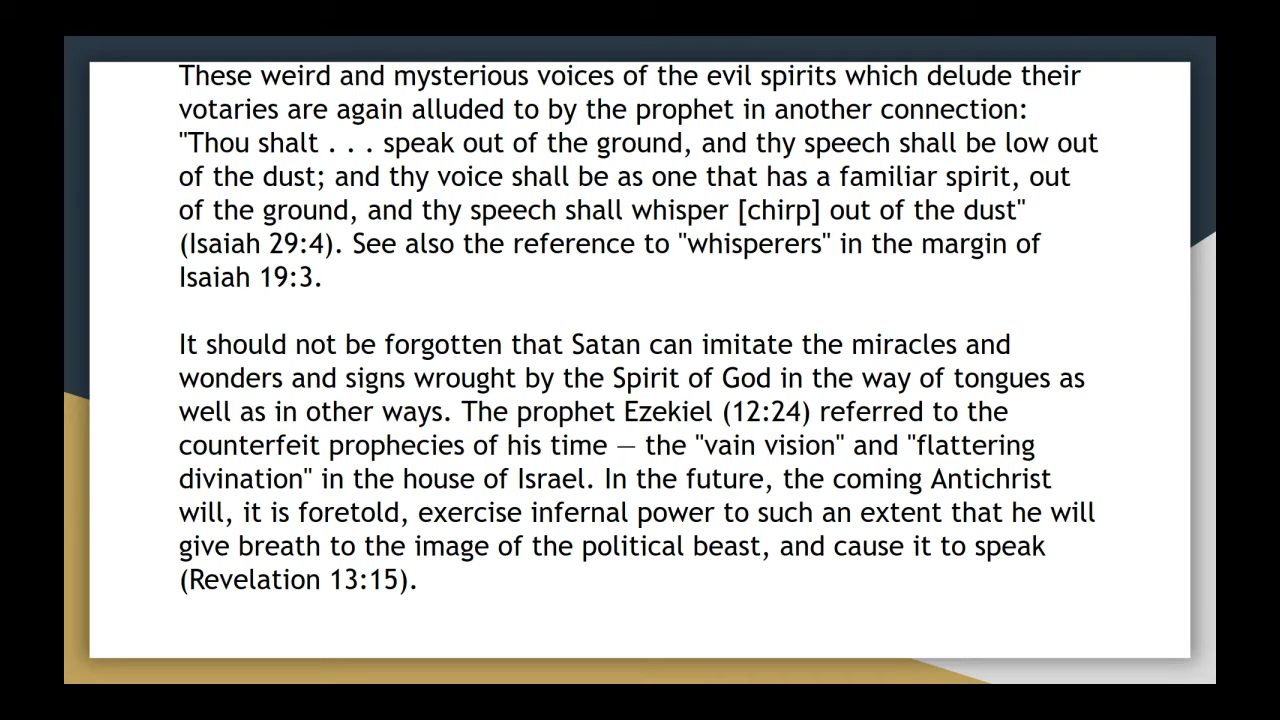 These weird and mysterious voices of the evil spirits which delude their
votaries are again alluded to by the prophet in another connection:
"Thou shalt . . . speak out of the ground, and thy speech shall be low out
of the dust; and thy voice shall be as one that has a familiar spirit, out
of the ground, and thy speech shall whisper [chirp] out of the dust"
(Isaiah 29:4). See also the reference to "whisperers" in the margin of
Isaiah 19:3.

It should not be forgotten that Satan can imitate the miracles and
wonders and signs wrought by the Spirit of God in the way of tongues as
well as in other ways. The prophet Ezekiel (12:24) referred to the
counterfeit prophecies of his time — the "vain vision" and "flattering
divination" in the house of Israel. In the future, the coming Antichrist
will, it is foretold, exercise infernal power to such an extent that he will
give breath to the image of the political beast, and cause it to speak
(Revelation 13:15).